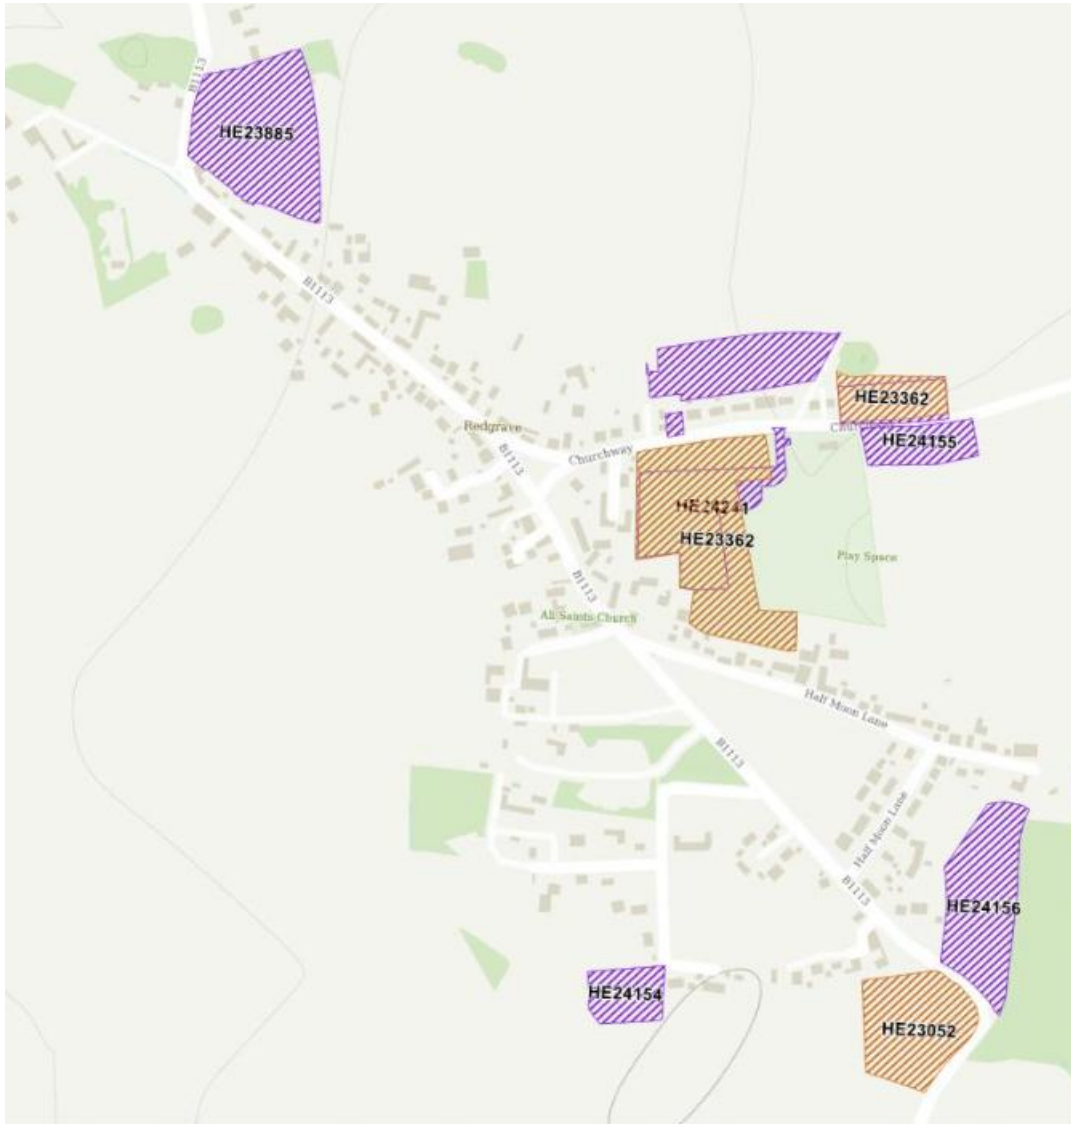 B1113
HE23885
B1113
HE23362
Redgrave
HE24155
Churchway
B1113
HE24241
HE23362
Play Space
B1113
All Saints Church
Half Moon Lane
B1113
Half Moon Lane
B1113
HE24156
HE24154
HE23052